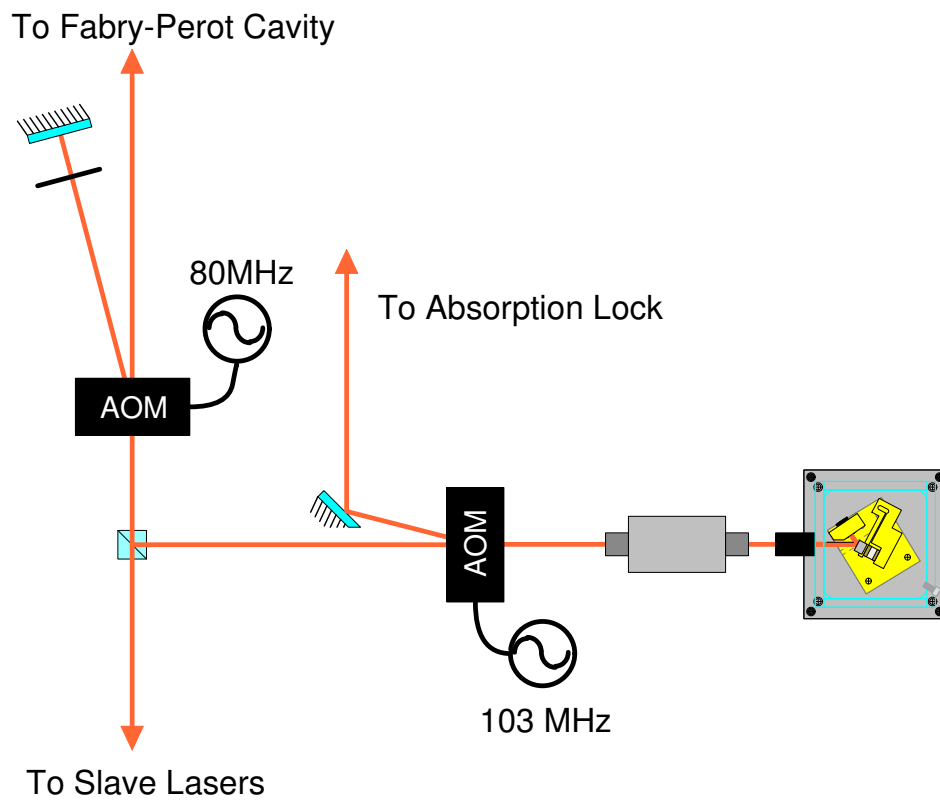 To Fabry-Perot Cavity
80MHz
To Absorption Lock
AOM
AOM
103 MHz
To Slave Lasers